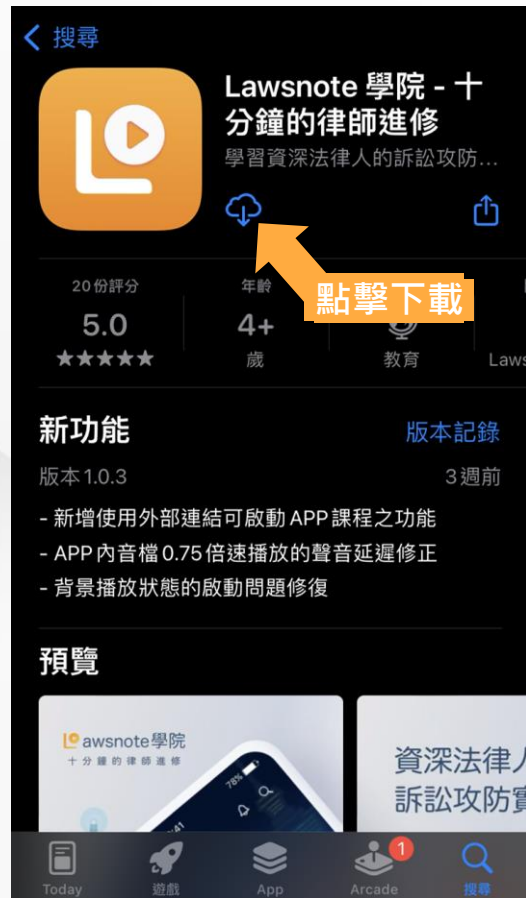 搜尋
Lawsnote 學院 - 十
分鐘的律師進修
學習資深法律人的訴訟攻防...
點擊下載
20份評分
年齡
5.0
4+
★★★★★
歲
教育
Laws
新功能
版本記錄
版本 1.0.3
3 週前
- 新增使用外部連結可啟動 APP 課程之功能
- APP 內音檔 0.75 倍速播放的聲音延遲修正
- 背景播放狀態的啟動問題修復
預覽
Lawsnote學院
十分鐘的律師進修
78%
資深法律人
訴訟攻防實
1
Today
遊戲
App
Arcade
搜尋